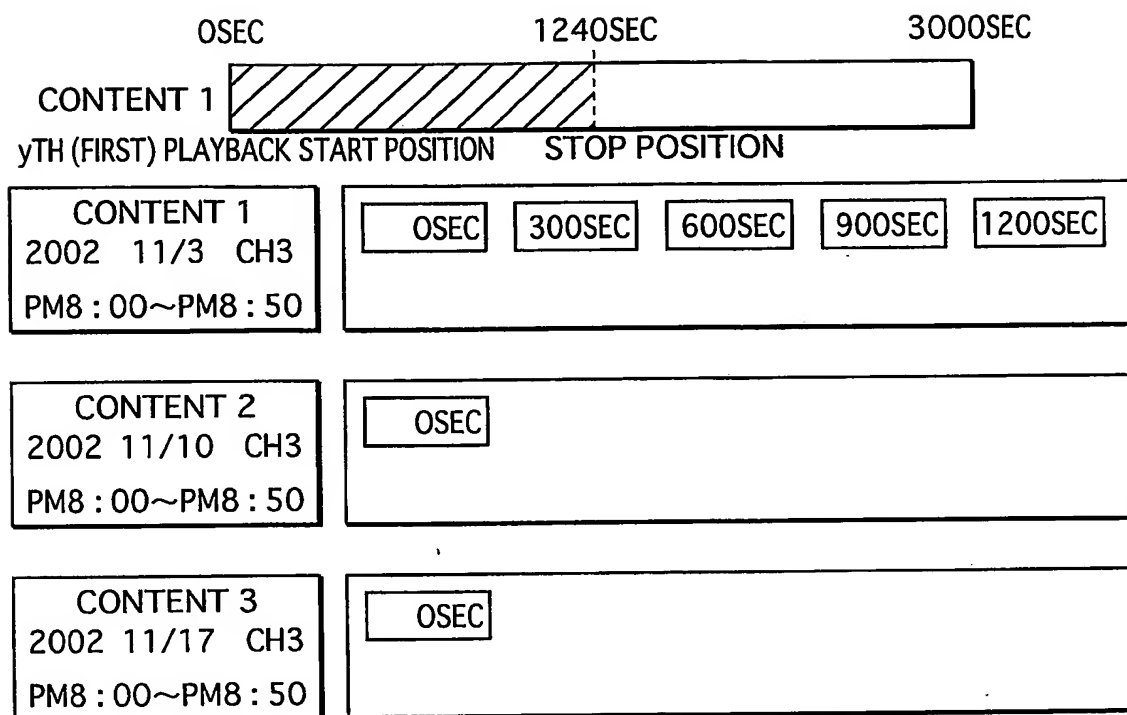 0SEC 1240SEC 3000SEC
CONTENT 1
yTH (FIRST) PLAYBACK START POSITION STOP POSITION
CONTENT 1
2002 11/3 CH3
PM8 : 00~PM8 : 50
0SEC 300SEC 600SEC 900SEC 1200SEC
CONTENT 2
2002 11/10 CH3
PM8 : 00~PM8 : 50
0SEC
CONTENT 3
2002 11/17 CH3
PM8 : 00~PM8 : 50
0SEC